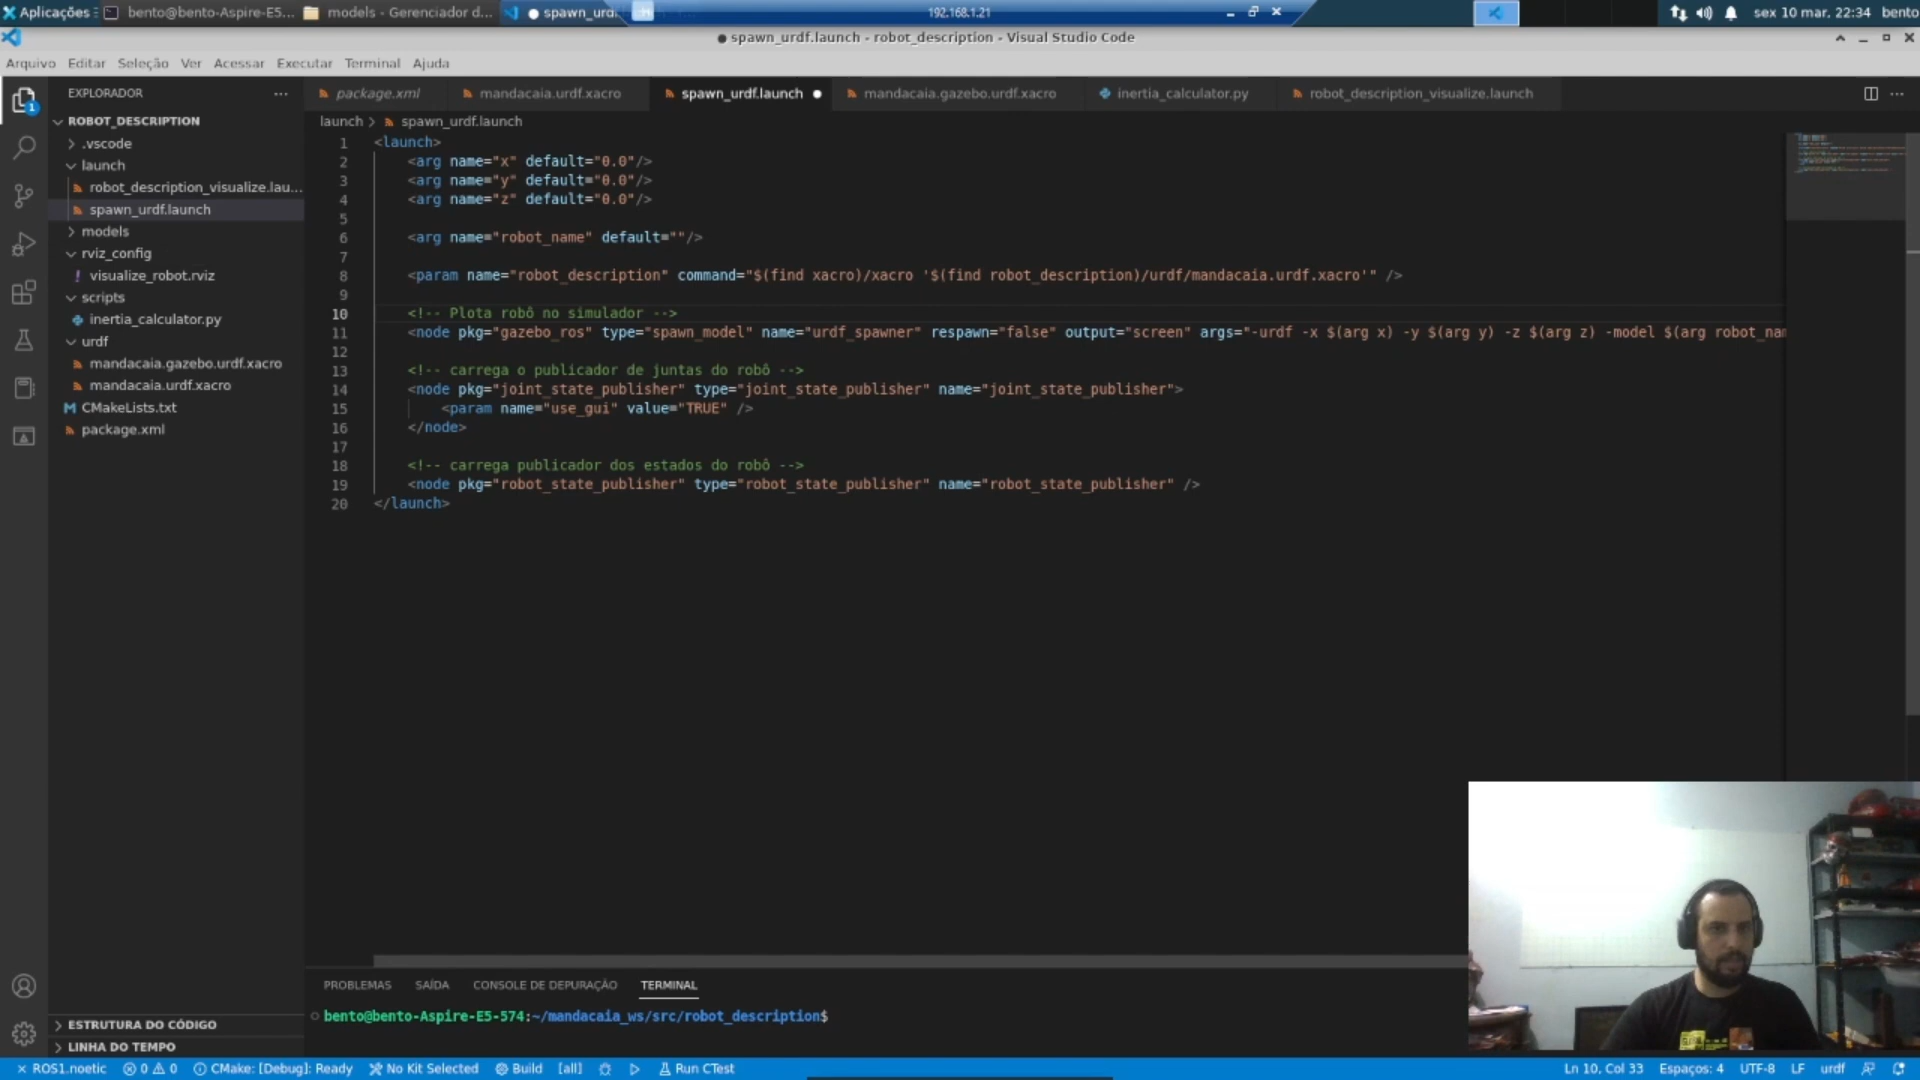 Aplicações
bento@bento-Aspire-E5...
models - Gerenciador d...
192.168.1.21
sex 10 mar, 22:34
bento
● spawn_urdf.launch - robot_description - Visual Studio Code
Arquivo Editar Seleção Ver Acessar Executar Terminal Ajuda
EXPLORADOR ···
package.xml
mandacaia.urdf.xacro
spawn_urdf.launch ●
mandacaia.gazebo.urdf.xacro
inertia_calculator.py
robot_description_visualize.launch
1
ROBOT_DESCRIPTION
.vscode
launch
robot_description_visualize.lau...
spawn_urdf.launch
models
rviz_config
! visualize_robot.rviz
scripts
inertia_calculator.py
urdf
mandacaia.gazebo.urdf.xacro
mandacaia.urdf.xacro
M CMakeLists.txt
package.xml
ESTRUTURA DO CÓDIGO
LINHA DO TEMPO
launch > spawn_urdf.launch
1 <launch>
2 <arg name="x" default="0.0"/>
3 <arg name="y" default="0.0"/>
4 <arg name="z" default="0.0"/>
5
6 <arg name="robot_name" default=""/>
7
8 <param name="robot_description" command="$(find xacro)/xacro '$(find robot_description)/urdf/mandacaia.urdf.xacro'" />
9
10 <!-- Plota robô no simulador -->
11 <node pkg="gazebo_ros" type="spawn_model" name="urdf_spawner" respawn="false" output="screen" args="-urdf -x $(arg x) -y $(arg y) -z $(arg z) -model $(arg robot_nam
12
13 <!-- carrega o publicador de juntas do robô -->
14 <node pkg="joint_state_publisher" type="joint_state_publisher" name="joint_state_publisher">
15 <param name="use_gui" value="TRUE" />
16 </node>
17
18 <!-- carrega publicador dos estados do robô -->
19 <node pkg="robot_state_publisher" type="robot_state_publisher" name="robot_state_publisher" />
20 </launch>
PROBLEMAS SAÍDA CONSOLE DE DEPURAÇÃO TERMINAL
bento@bento-Aspire-E5-574:~/mandacaia_ws/src/robot_description$
ROS1.noetic 0 0 CMake: [Debug]: Ready No Kit Selected Build [all] Run CTest
Ln 10, Col 33 Espaços: 4 UTF-8 LF urdf